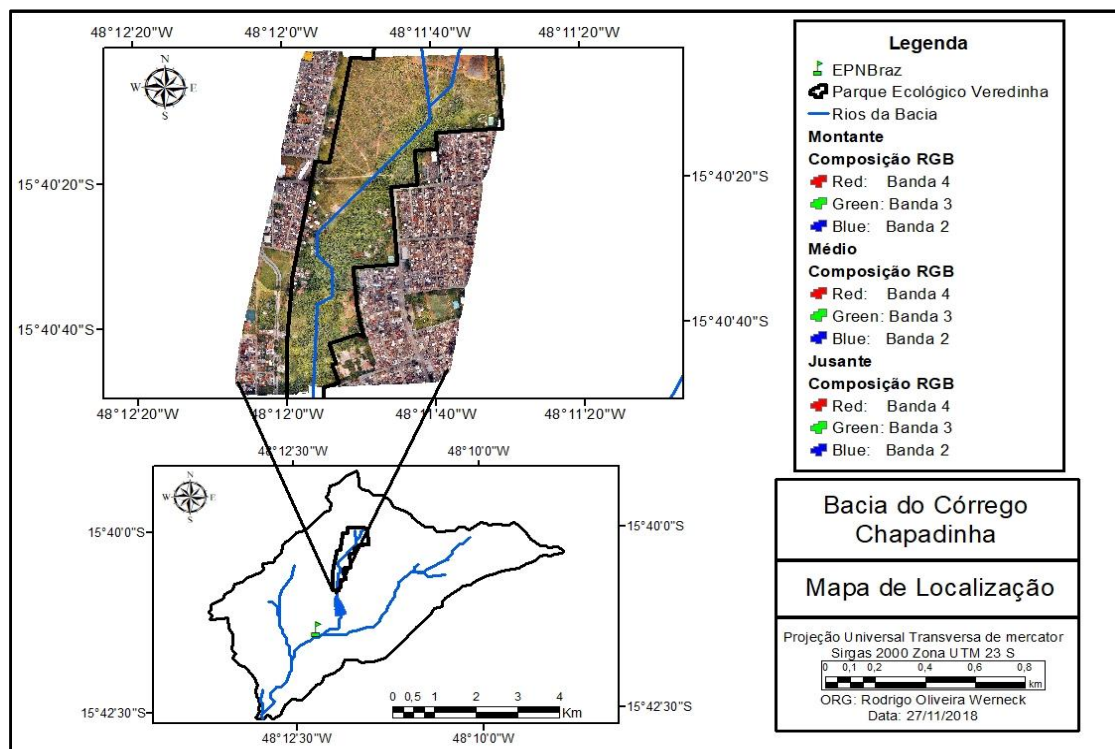 48°12'20"W 48°12'0"W 48°11'40"W 48°11'20"W
N
W E
S
15°40'20"S 15°40'20"S
15°40'40"S 15°40'40"S
48°12'20"W 48°12'0"W 48°11'40"W 48°11'20"W
48°12'30"W 48°10'0"W
N
W E
S
15°40'0"S 15°40'0"S
15°42'30"S 15°42'30"S
0 0,5 1 2 3 4
Km
48°12'30"W 48°10'0"W
Legenda
EPNBraz
Parque Ecológico Veredinha
Rios da Bacia
Montante
Composição RGB
Red: Banda 4
Green: Banda 3
Blue: Banda 2
Médio
Composição RGB
Red: Banda 4
Green: Banda 3
Blue: Banda 2
Jusante
Composição RGB
Red: Banda 4
Green: Banda 3
Blue: Banda 2
Bacia do Córrego
Chapadinha
Mapa de Localização
Projeção Universal Transversa de mercator
Sirgas 2000 Zona UTM 23 S
0 0,1 0,2 0,4 0,6 0,8
km
ORG: Rodrigo Oliveira Werneck
Data: 27/11/2018